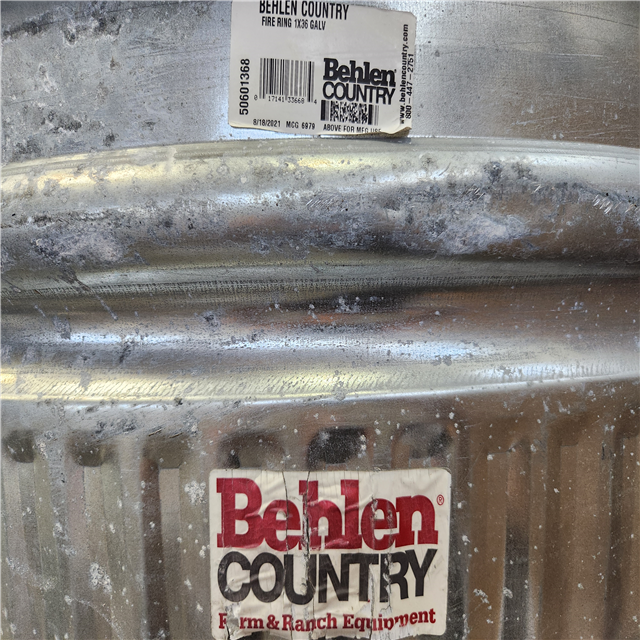 BEHLEN COUNTRY
FIRE RING 1X36 GALV
50601368
0 17141 33668 4
Behlen
COUNTRY
www.behlencountry.com
800-447-2751
8/18/2021 MCG 6979 ABOVE FOR MFG USE
Behlen®
COUNTRY
Farm & Ranch Equipment